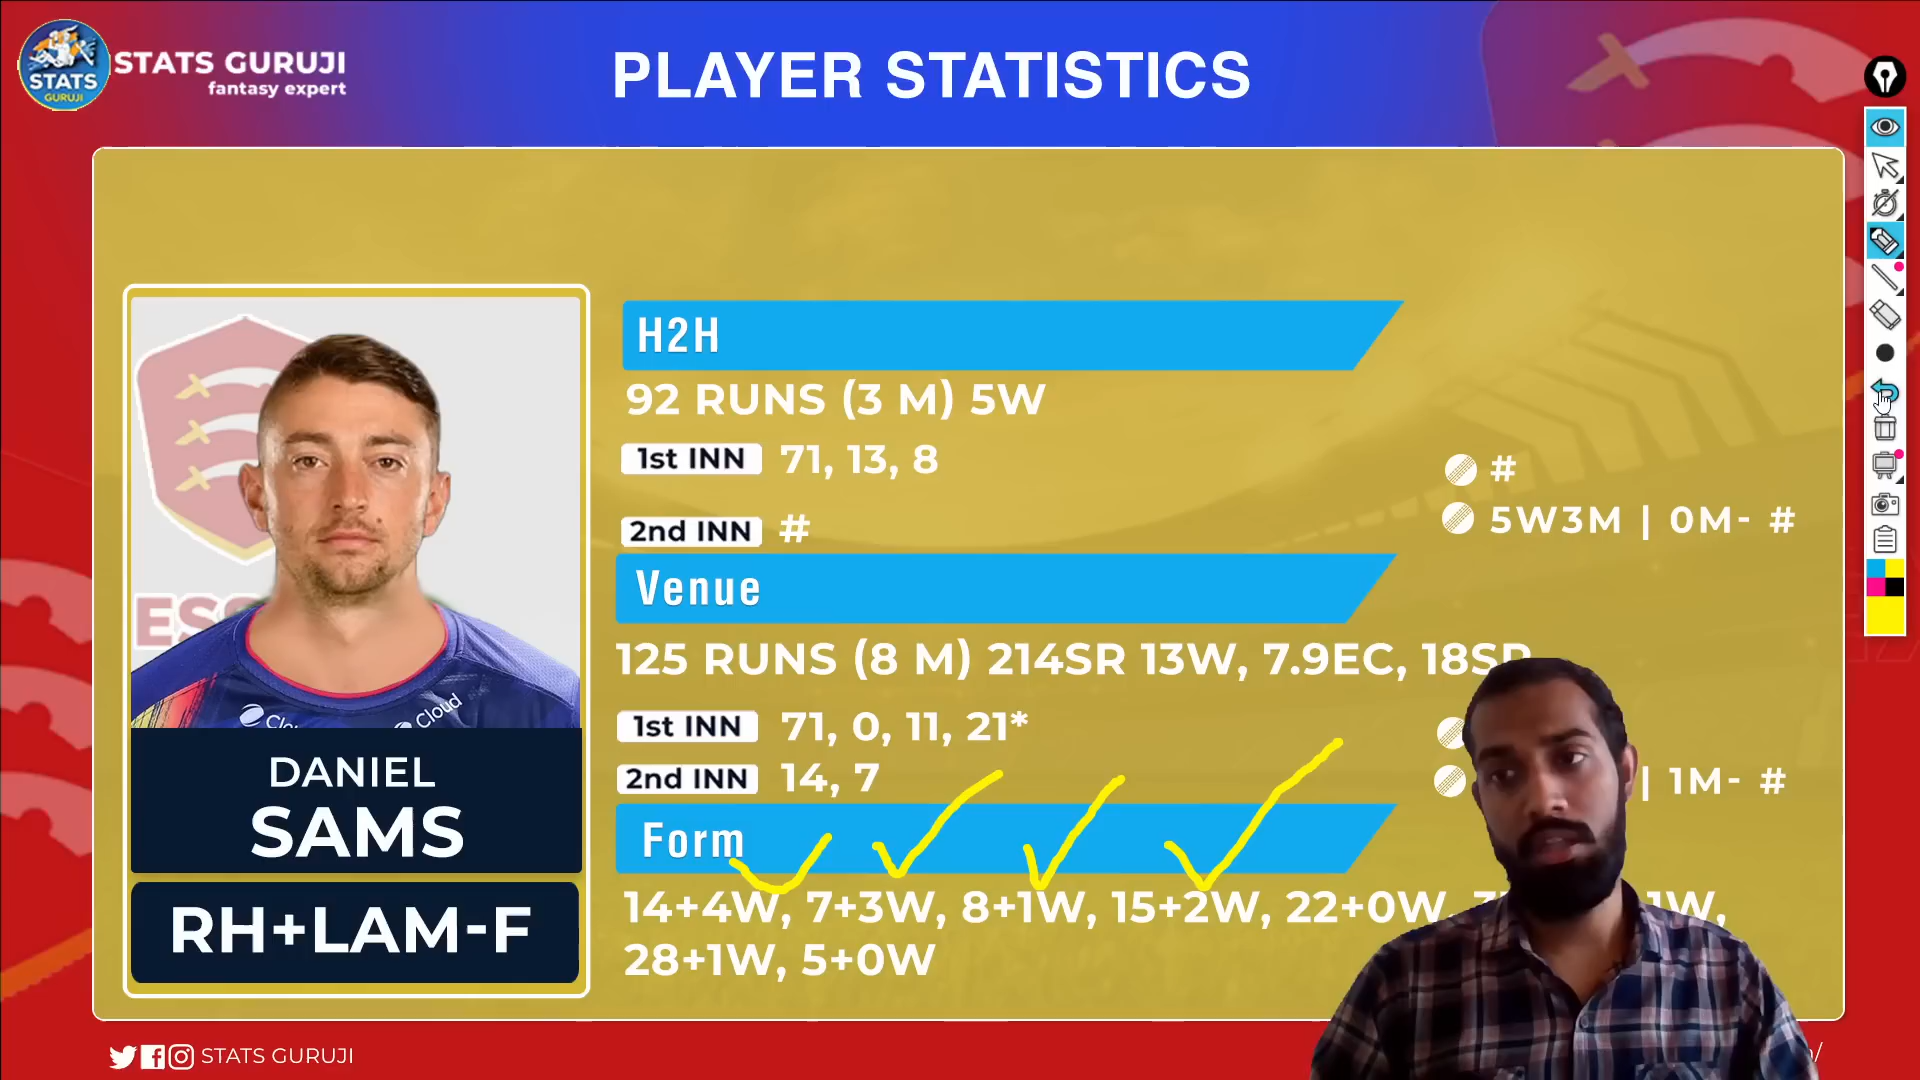 STATS GURUJI
fantasy expert
STATS
GURUJI
PLAYER STATISTICS
H2H
92 RUNS (3 M) 5W
1st INN 71, 13, 8
#
2nd INN #
5W3M | 0M- #
Venue
125 RUNS (8 M) 214SR 13W, 7.9EC, 18SR
1st INN 71, 0, 11, 21*
2nd INN 14, 7
| 1M- #
Form
14+4W, 7+3W, 8+1W, 15+2W, 22+0W, 1W,
28+1W, 5+0W
ESS
Cloud
DANIEL
SAMS
RH+LAM-F
STATS GURUJI